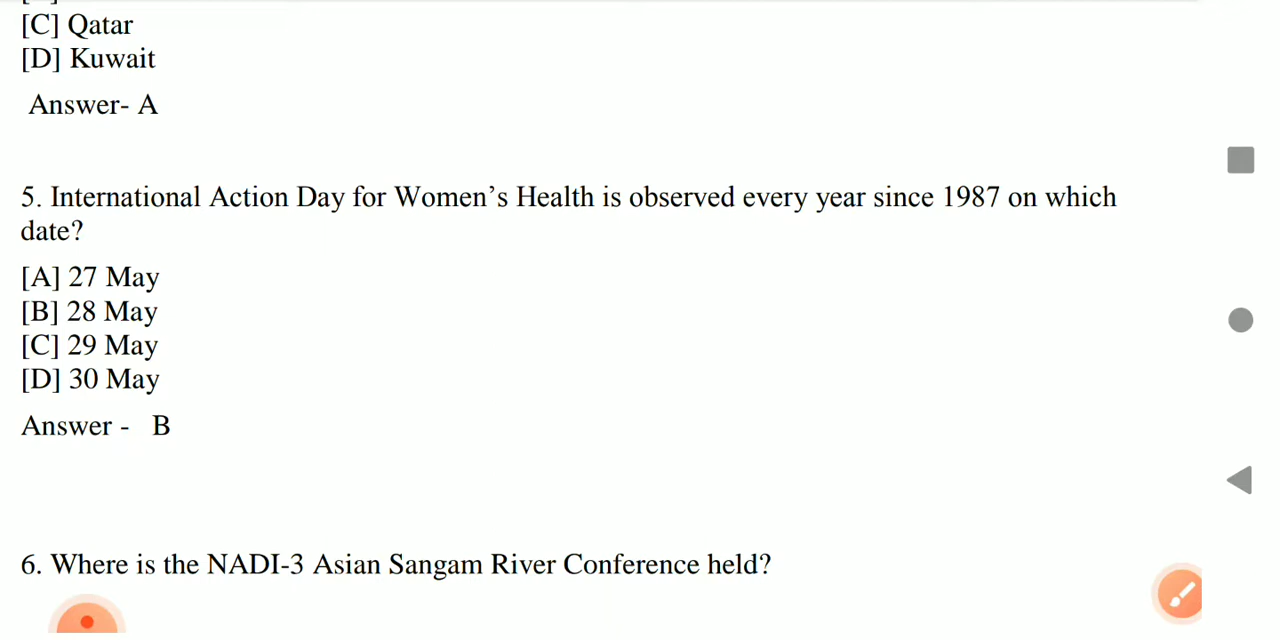 [C] Qatar
[D] Kuwait
Answer- A
5. International Action Day for Women’s Health is observed every year since 1987 on which
date?
[A] 27 May
[B] 28 May
[C] 29 May
[D] 30 May
Answer - B
6. Where is the NADI-3 Asian Sangam River Conference held?